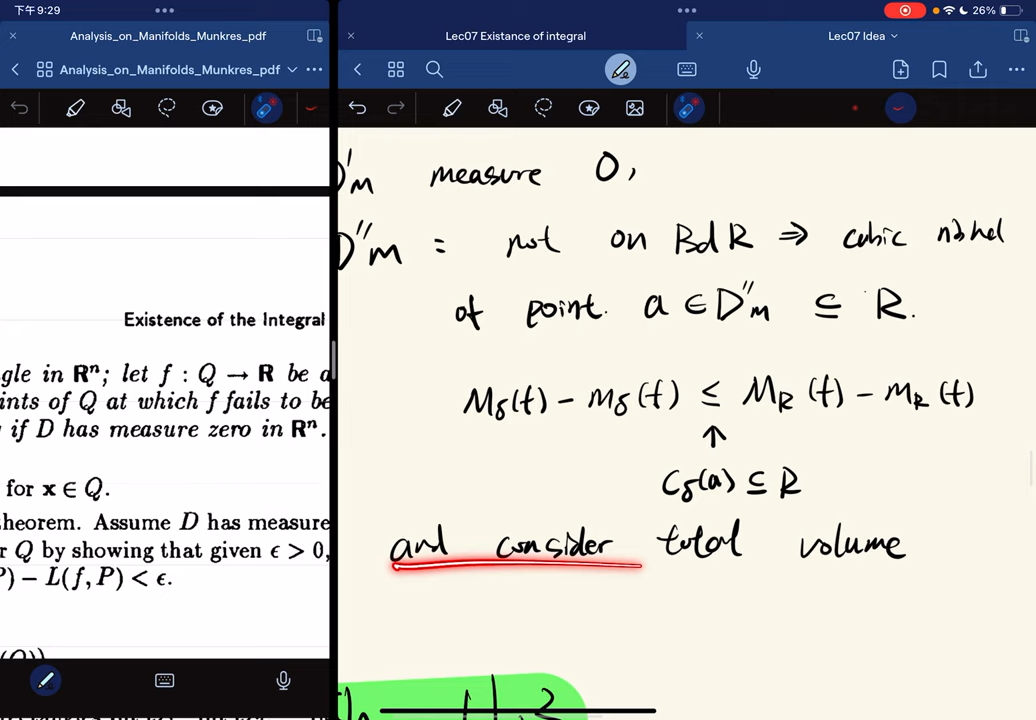 下午9:29
26%
Analysis_on_Manifolds_Munkres_pdf
Lec07 Existance of integral
Lec07 Idea
Analysis_on_Manifolds_Munkres_pdf
Existence of the Integral
gle in Rⁿ; let f : Q → R be a
ints of Q at which f fails to be
if D has measure zero in Rⁿ.
for x ∈ Q.
heorem. Assume D has measure
r Q by showing that given ϵ > 0,
P) − L(f, P) < ϵ.
(Q))
D'm measure 0,
D''m = not on Bd R ⇒ cubic nbhd
of point. a ∈ D''m ⊆ R.
Mδ(t) − mδ(t) ≤ MR(t) − mR(t)
↑
Cδ(a) ⊆ R
and consider total volume
11.3